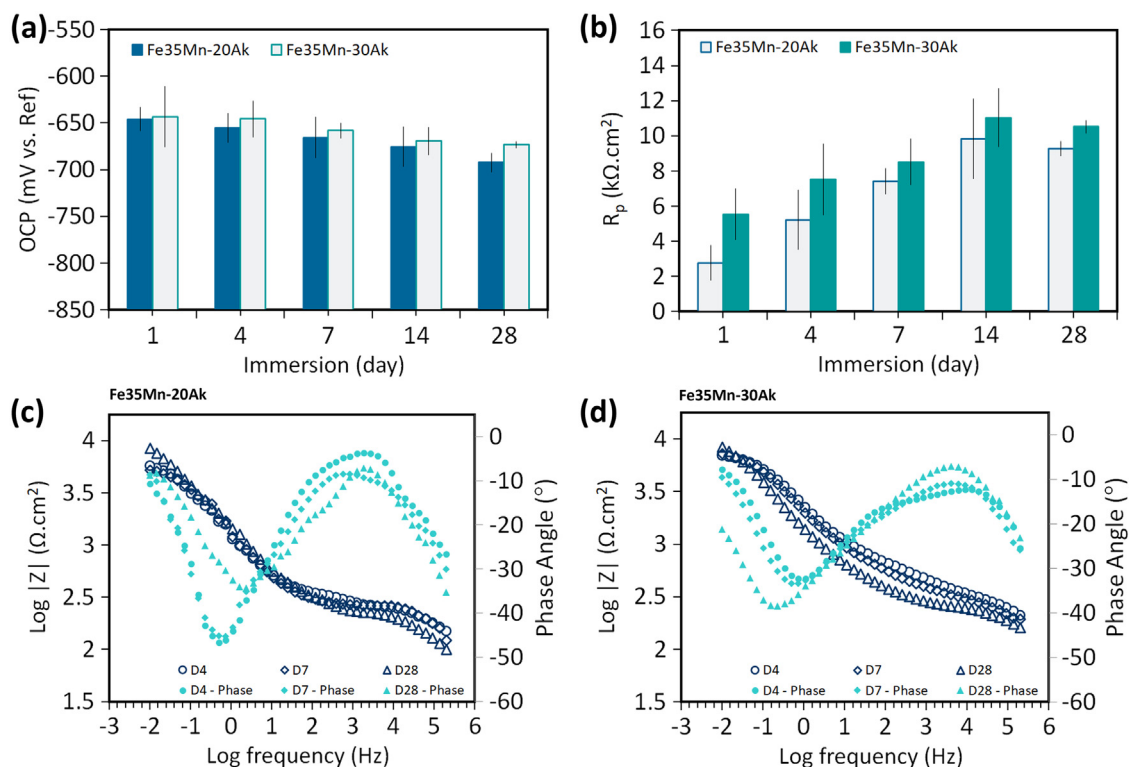 (a)
-550
-600
-650
-700
-750
-800
-850
OCP (mV vs. Ref)
Fe35Mn-20Ak Fe35Mn-30Ak
1 4 7 14 28
Immersion (day)
(b)
16
14
12
10
8
6
4
2
0
Rp (kΩ.cm²)
Fe35Mn-20Ak Fe35Mn-30Ak
1 4 7 14 28
Immersion (day)
(c)
Fe35Mn-20Ak
4
3.5
3
2.5
2
1.5
Log |Z| (Ω.cm²)
0
-10
-20
-30
-40
-50
-60
Phase Angle (°)
D4 D7 D28
D4 - Phase D7 - Phase D28 - Phase
-3 -2 -1 0 1 2 3 4 5 6
Log frequency (Hz)
(d)
Fe35Mn-30Ak
4
3.5
3
2.5
2
1.5
Log |Z| (Ω.cm²)
0
-10
-20
-30
-40
-50
-60
Phase Angle (°)
D4 D7 D28
D4 - Phase D7 - Phase D28 - Phase
-3 -2 -1 0 1 2 3 4 5 6
Log frequency (Hz)